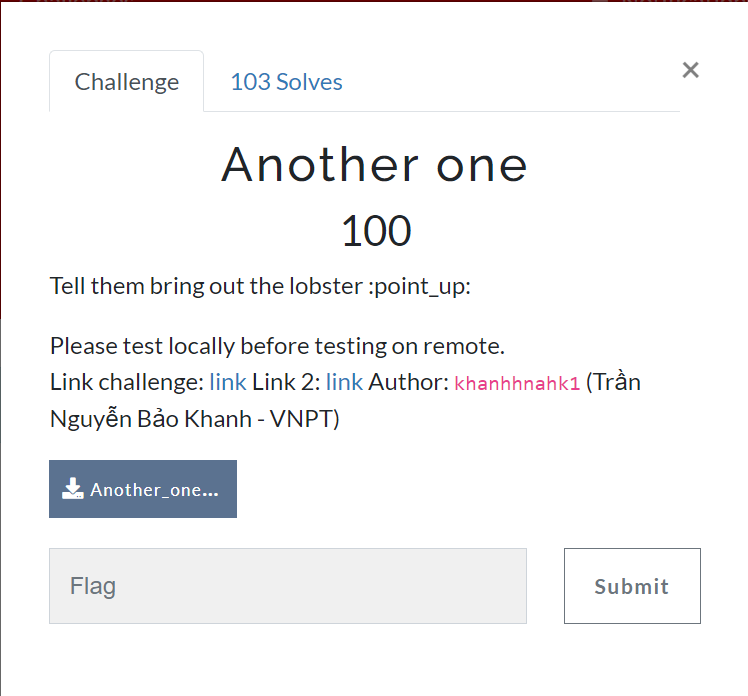 Challenge
103 Solves
×
Another one
100
Tell them bring out the lobster :point_up:
Please test locally before testing on remote.
Link challenge: link Link 2: link Author: khanhhnahk1 (Trần
Nguyễn Bảo Khanh - VNPT)
Another_one...
Flag
Submit